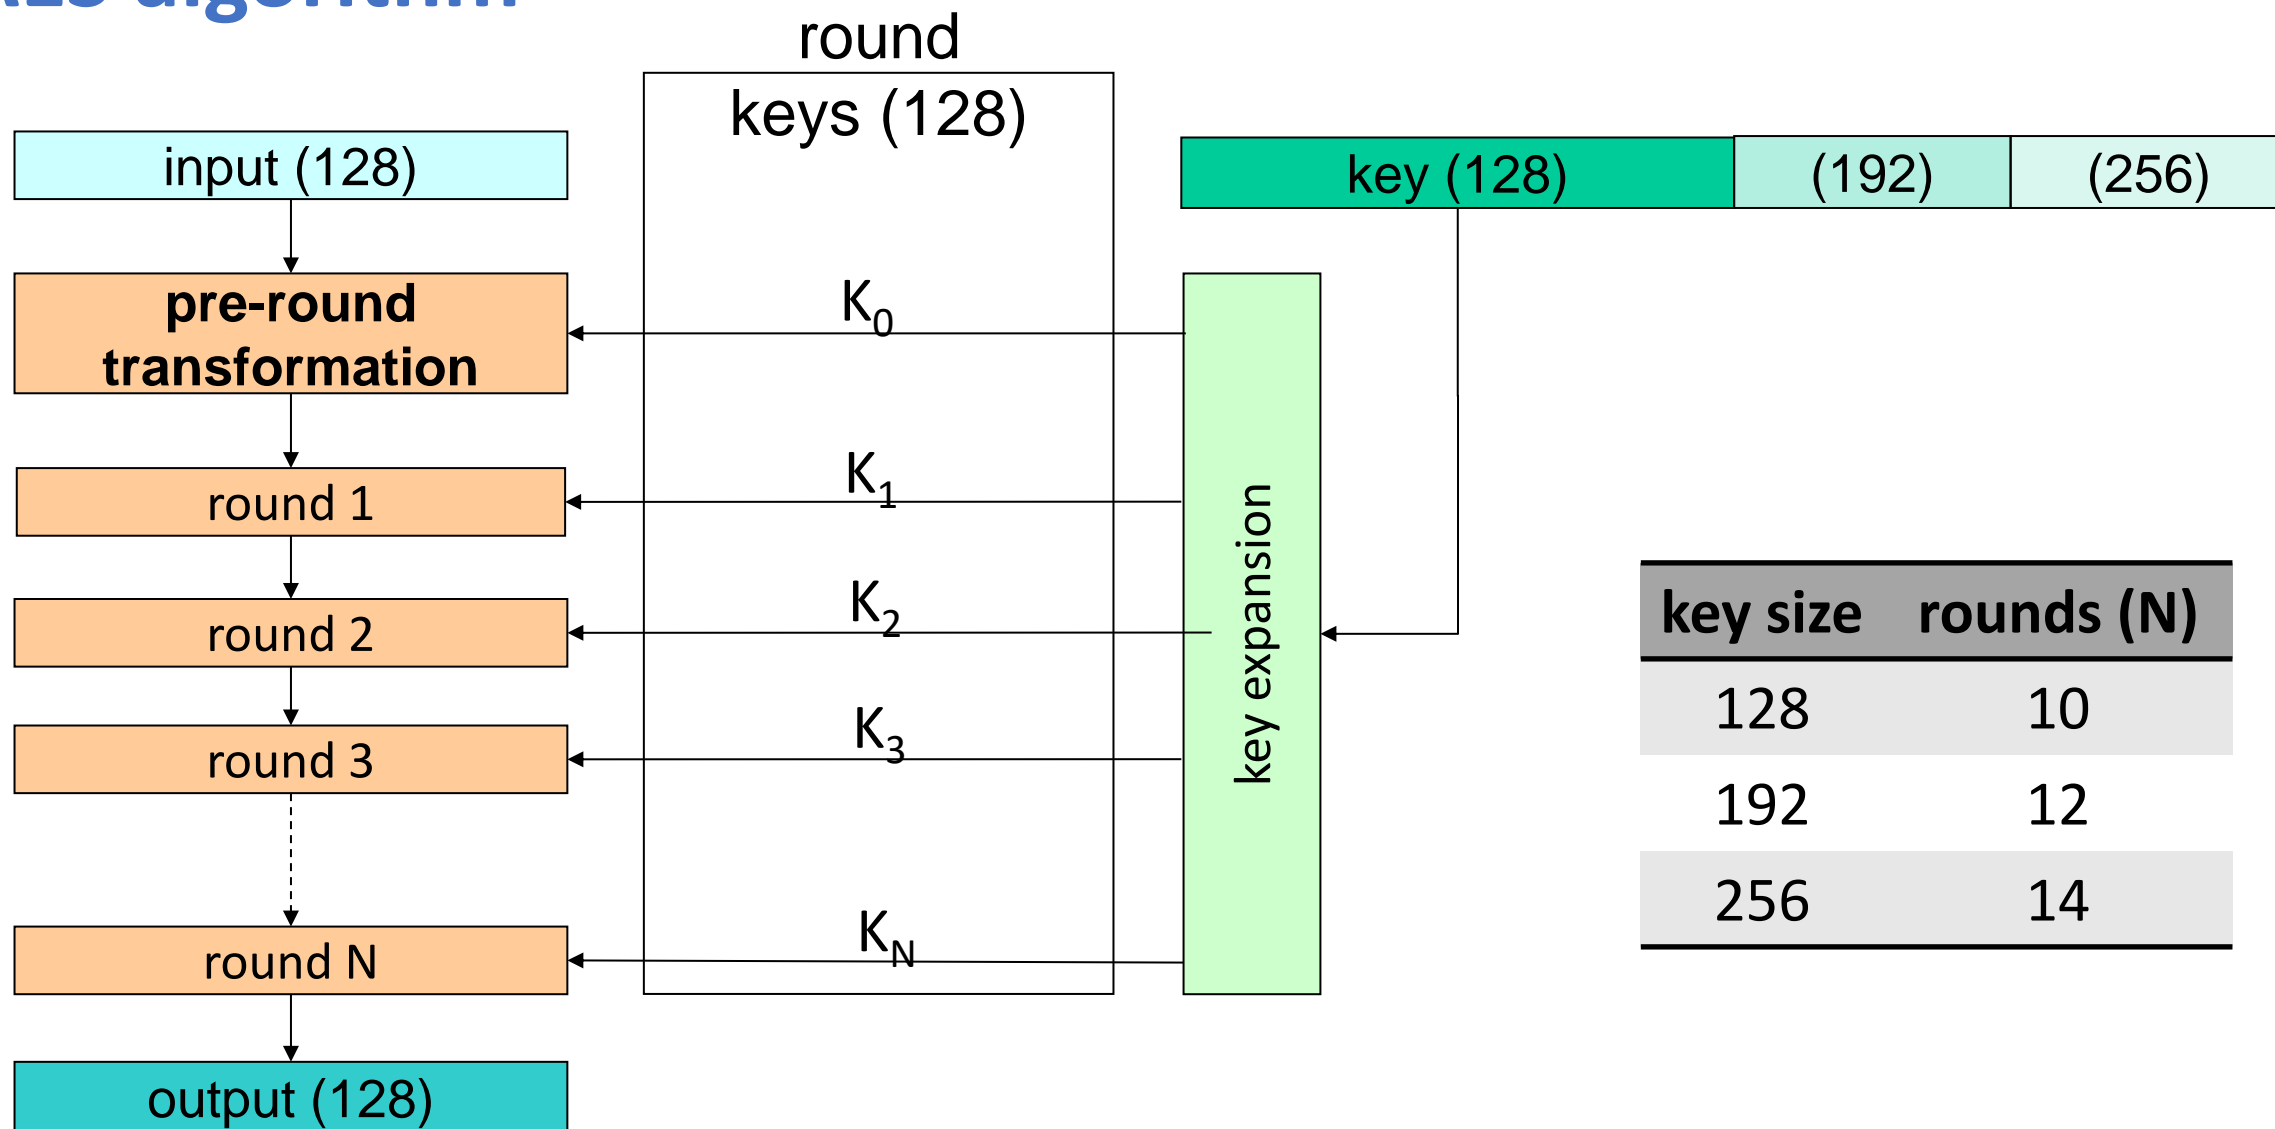 algorithm
round
keys (128)
input (128)
key (128) (192) (256)
pre-round
transformation
K0
round 1
K1
round 2
K2
round 3
K3
round N
KN
output (128)
key expansion
key size rounds (N)
128 10
192 12
256 14